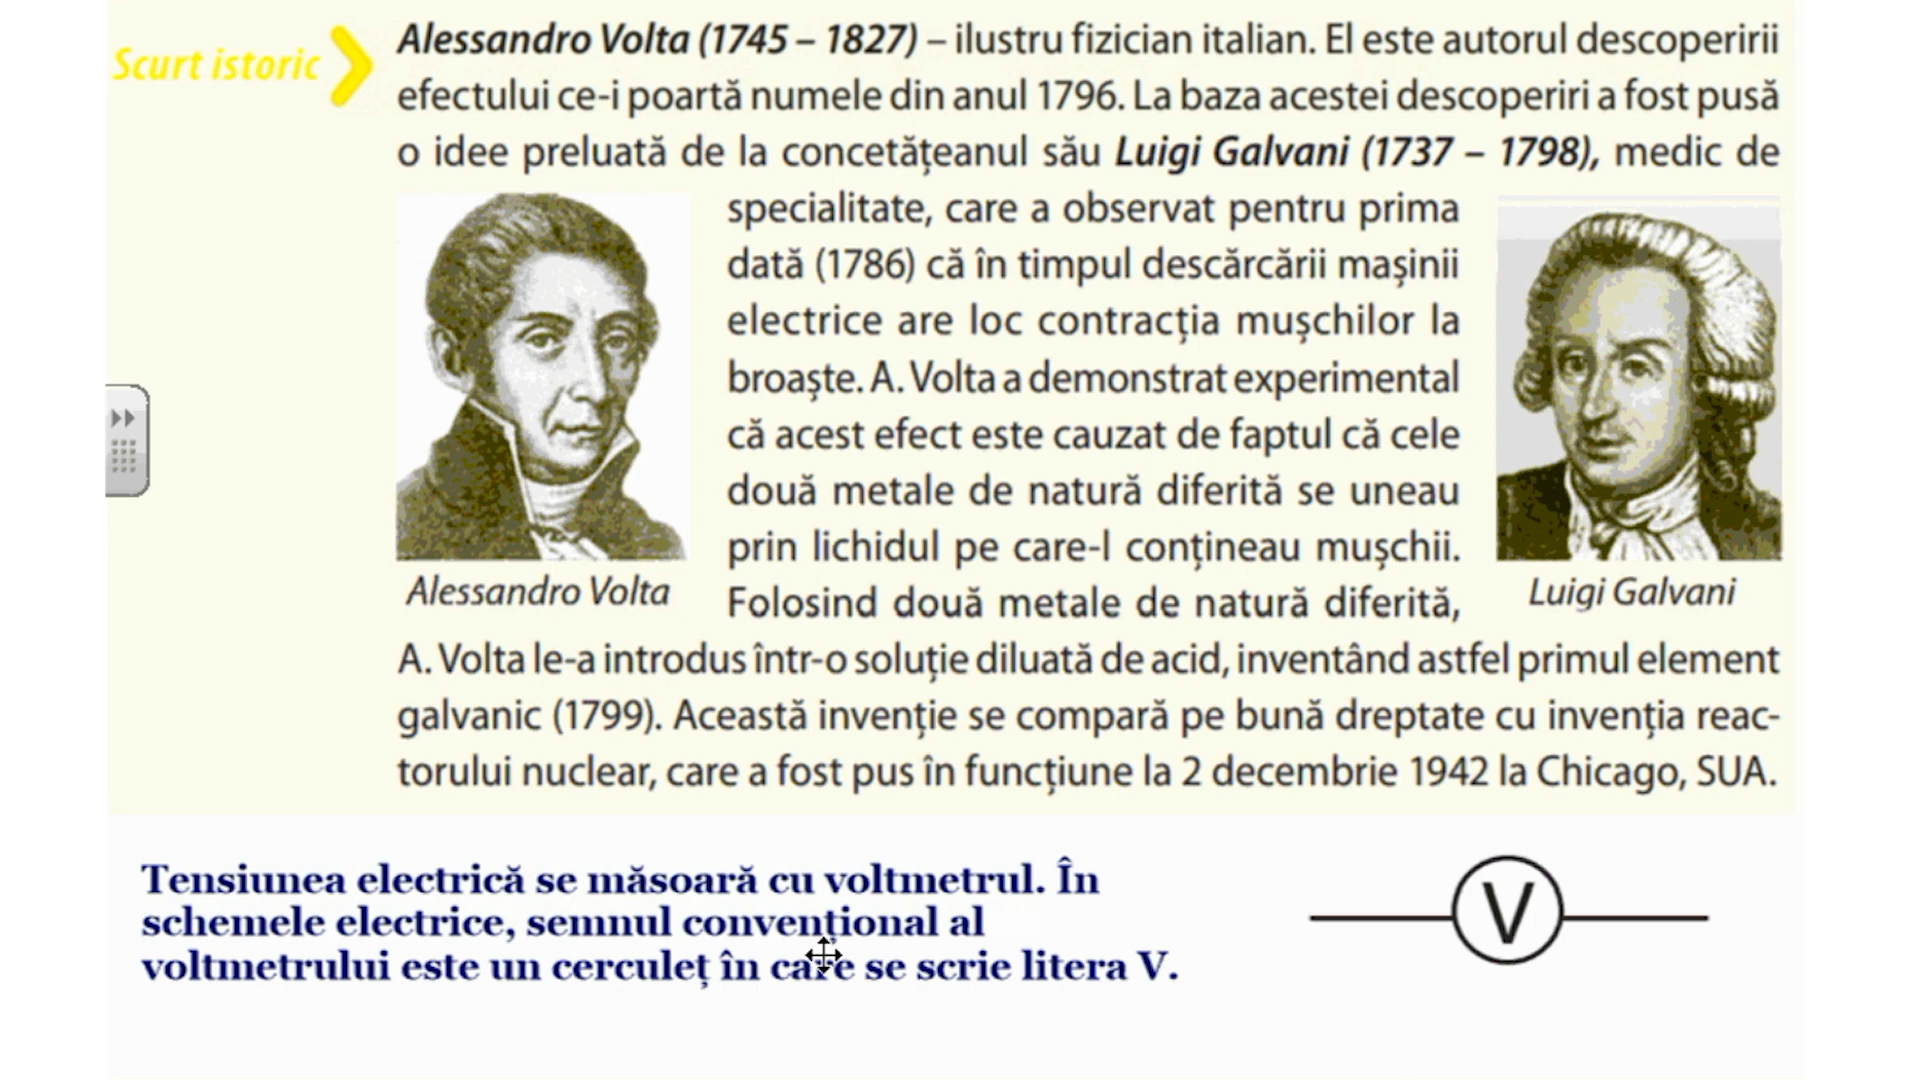 Scurt istoric
Alessandro Volta (1745 – 1827) – ilustru fizician italian. El este autorul descoperirii
efectului ce-i poartă numele din anul 1796. La baza acestei descoperiri a fost pusă
o idee preluată de la concetățeanul său Luigi Galvani (1737 – 1798), medic de
specialitate, care a observat pentru prima
dată (1786) că în timpul descărcării mașinii
electrice are loc contracția mușchilor la
broaște. A. Volta a demonstrat experimental
că acest efect este cauzat de faptul că cele
două metale de natură diferită se uneau
prin lichidul pe care-l conțineau mușchii.
Folosind două metale de natură diferită,
Alessandro Volta
Luigi Galvani
A. Volta le-a introdus într-o soluție diluată de acid, inventând astfel primul element
galvanic (1799). Această invenție se compară pe bună dreptate cu invenția reac-
torului nuclear, care a fost pus în funcțiune la 2 decembrie 1942 la Chicago, SUA.
Tensiunea electrică se măsoară cu voltmetrul. În
schemele electrice, semnul convențional al
voltmetrului este un cerculeț în care se scrie litera V.
V